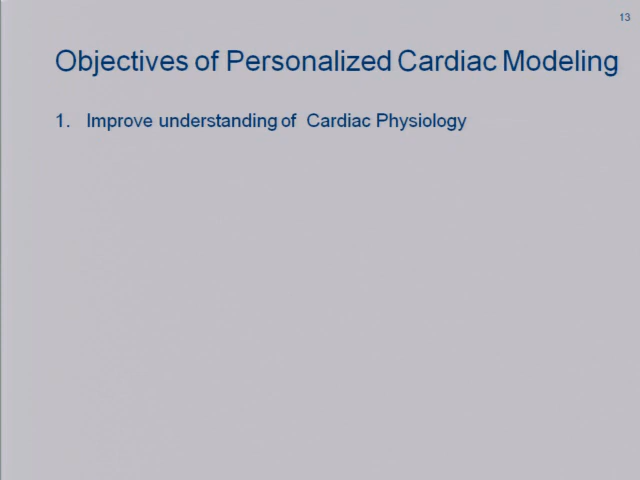 13
Objectives of Personalized Cardiac Modeling
1. Improve understanding of Cardiac Physiology